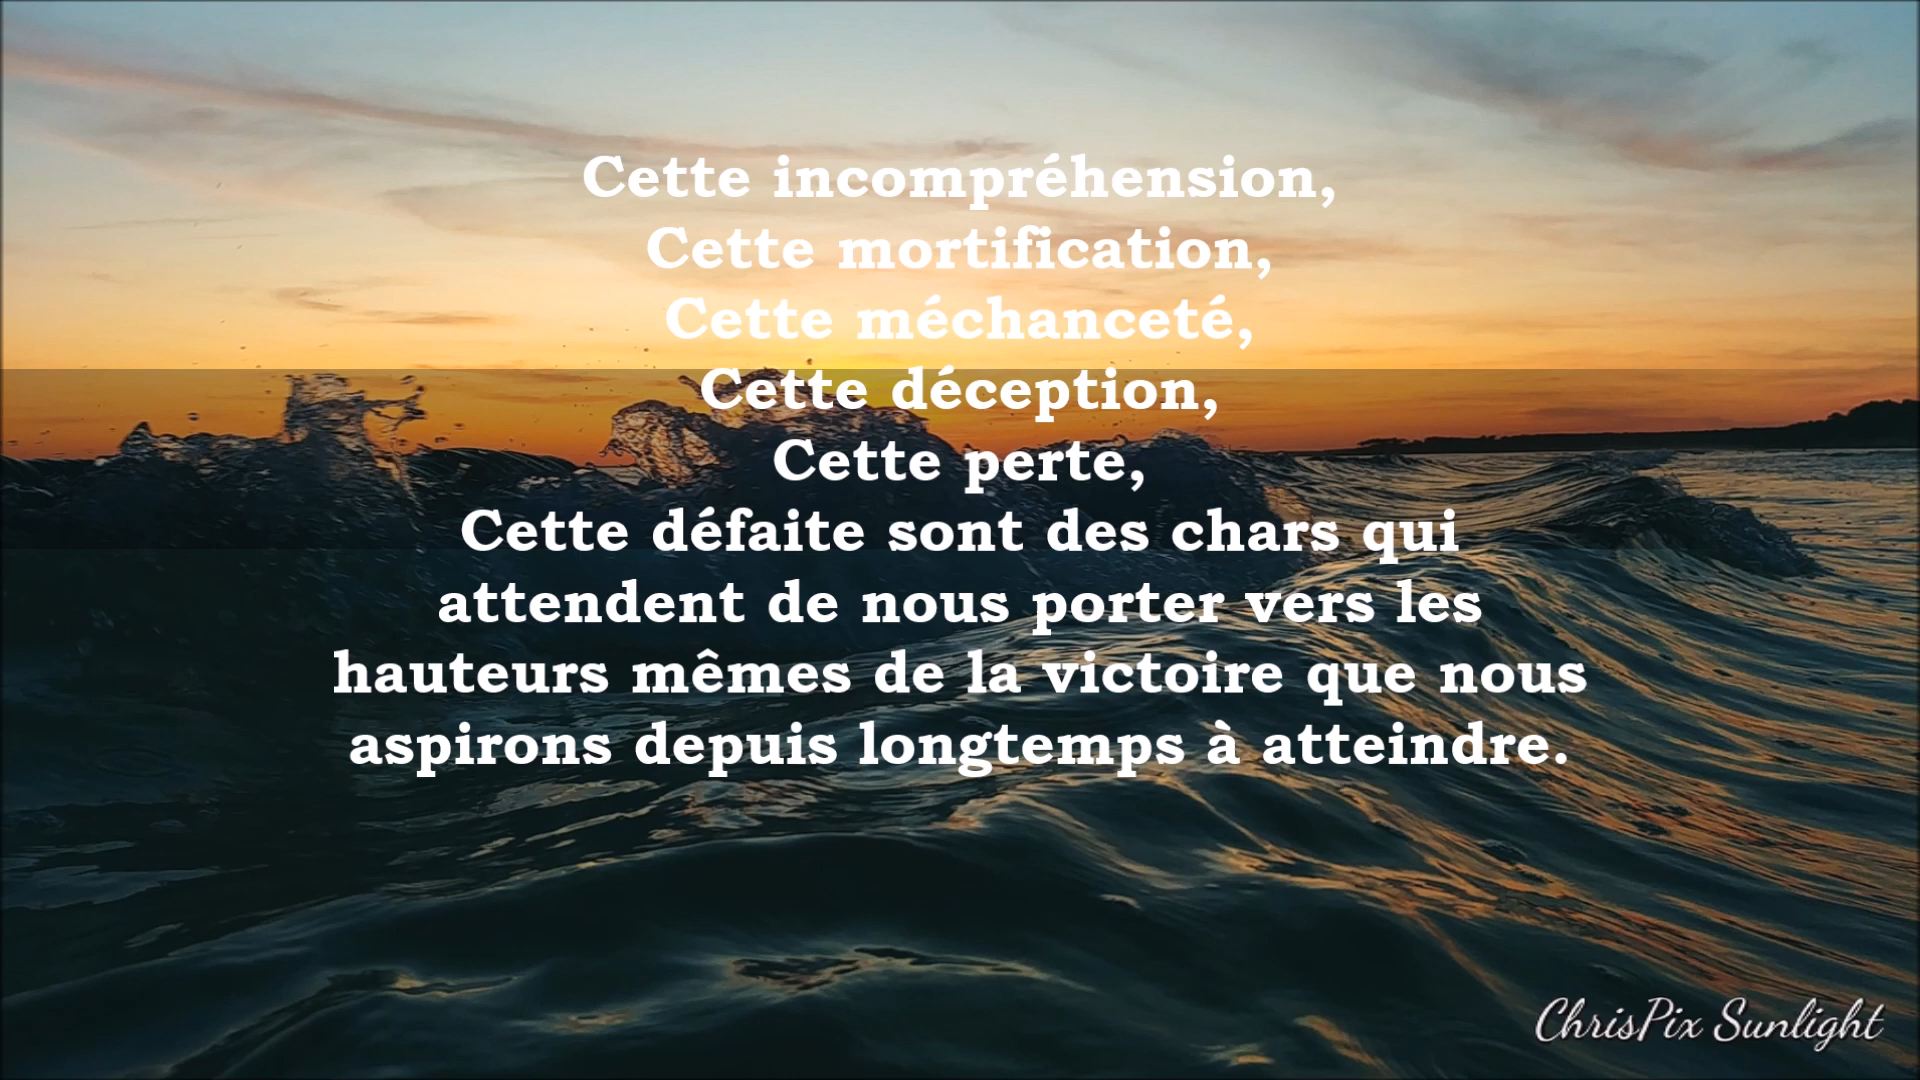 Cette incompréhension,
Cette mortification,
Cette méchanceté,
Cette déception,
Cette perte,
Cette défaite sont des chars qui
attendent de nous porter vers les
hauteurs mêmes de la victoire que nous
aspirons depuis longtemps à atteindre.
ChrisPix Sunlight